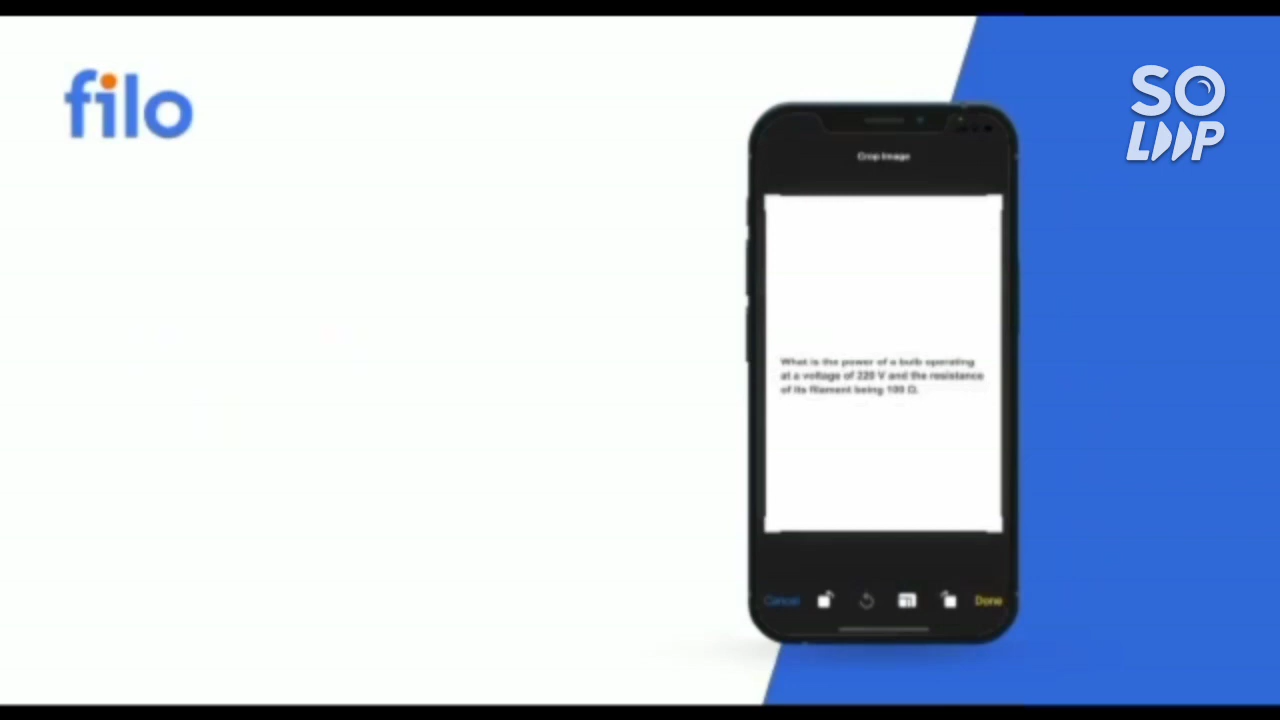 filo
SO
LOOP
Crop Image
What is the power of a bulb operating
at a voltage of 220 V and the resistance
of its filament being 100 Ω.
Cancel
Done